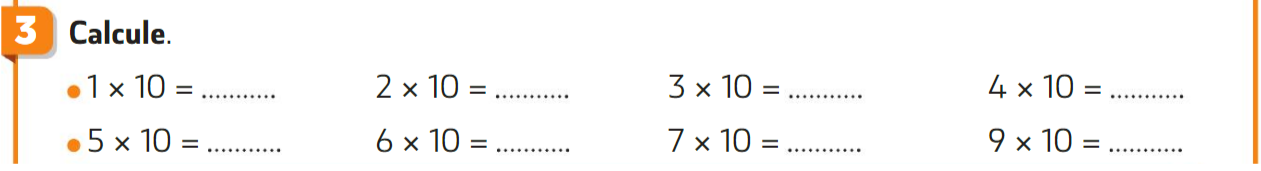 3 Calcule.
● 1 × 10 = ........... 2 × 10 = ........... 3 × 10 = ........... 4 × 10 = ...........
● 5 × 10 = ........... 6 × 10 = ........... 7 × 10 = ........... 9 × 10 = ...........